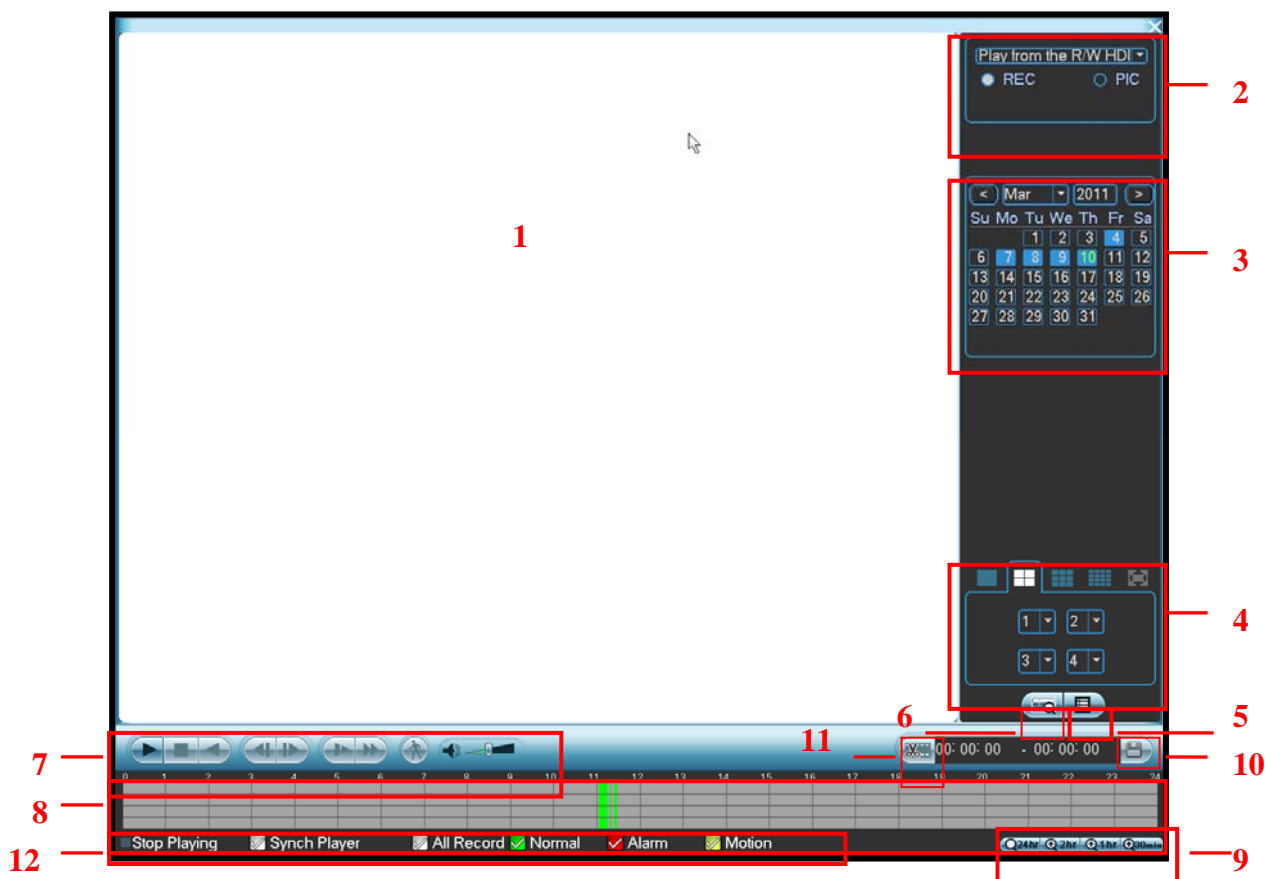 Play from the R/W HDI
REC PIC
2
< Mar 2011 >
Su Mo Tu We Th Fr Sa
1 2 3 4 5
6 7 8 9 10 11 12
13 14 15 16 17 18 19
20 21 22 23 24 25 26
27 28 29 30 31
3
1
1 2
3 4
4
6
5
7
11
00: 00: 00 - 00: 00: 00
10
0 1 2 3 4 5 6 7 8 9 10 11 12 13 14 15 16 17 18 19 20 21 22 23 24
8
Stop Playing Synch Player All Record Normal Alarm Motion
24hr 2hr 1hr 30min
12
9